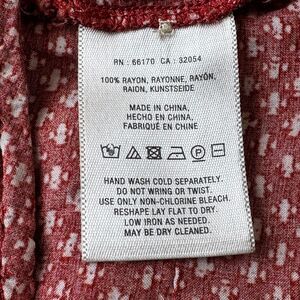 RN : 66170 CA : 32054
100% RAYON, RAYONNE, RAYÓN,
RAION, KUNSTSEIDE
MADE IN CHINA,
HECHO EN CHINA,
FABRIQUÉ EN CHINE
P
HAND WASH COLD SEPARATELY.
DO NOT WRING OR TWIST.
USE ONLY NON-CHLORINE BLEACH.
RESHAPE LAY FLAT TO DRY.
LOW IRON AS NEEDED.
MAY BE DRY CLEANED.